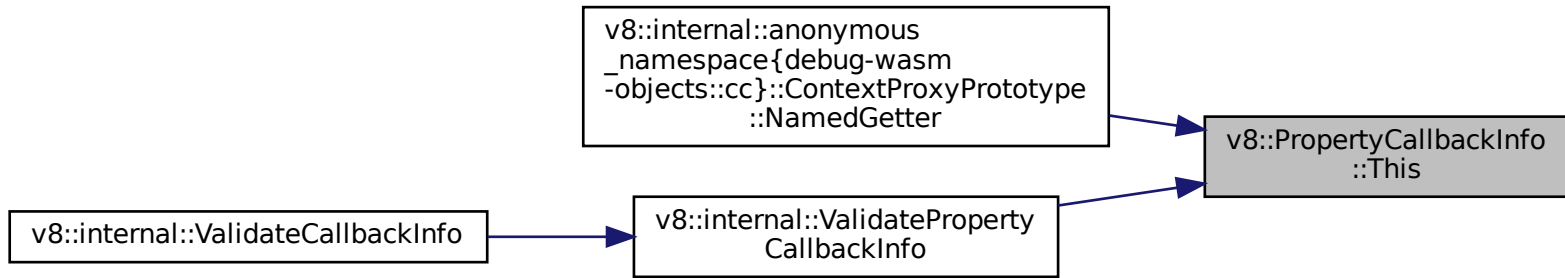 v8::internal::anonymous
_namespace{debug-wasm
-objects::cc}::ContextProxyPrototype
::NamedGetter
v8::PropertyCallbackInfo
::This
v8::internal::ValidateProperty
CallbackInfo
v8::internal::ValidateCallbackInfo